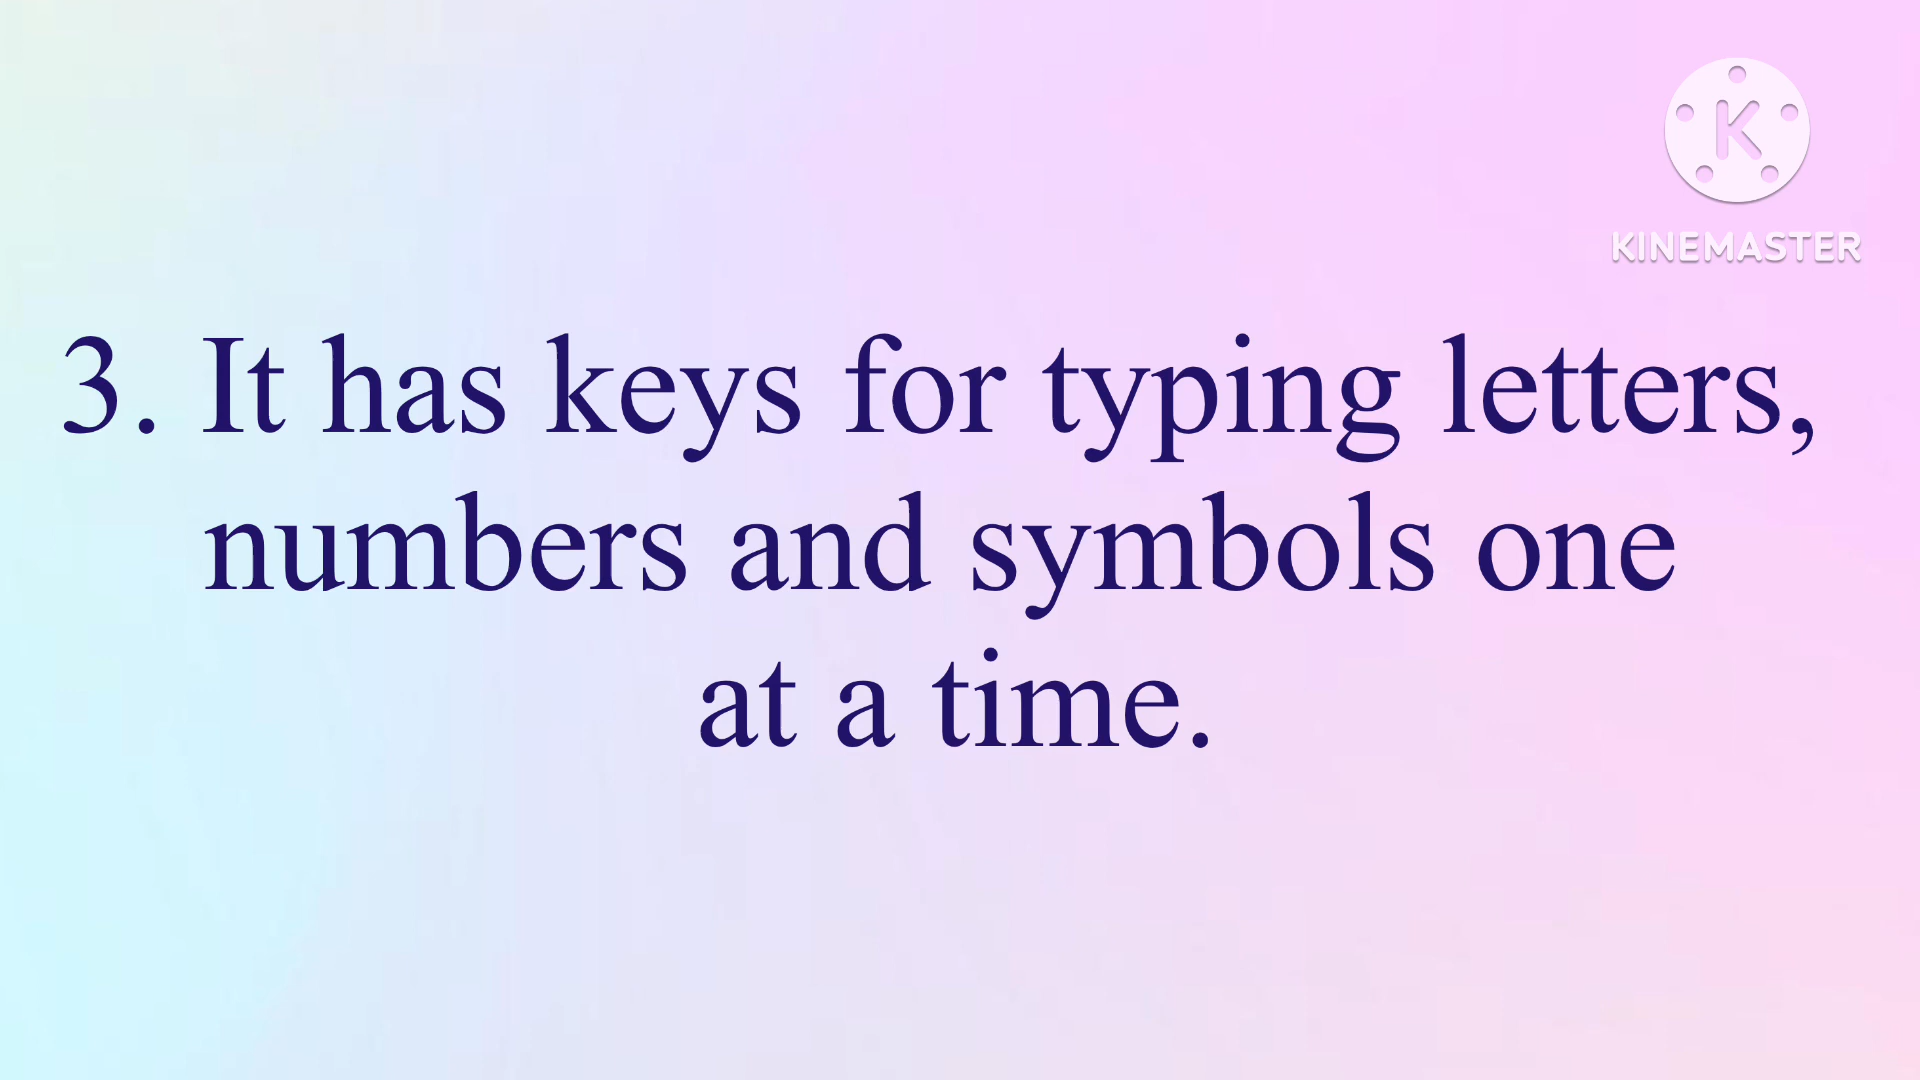 K
KINEMASTER
3. It has keys for typing letters,
numbers and symbols one
at a time.